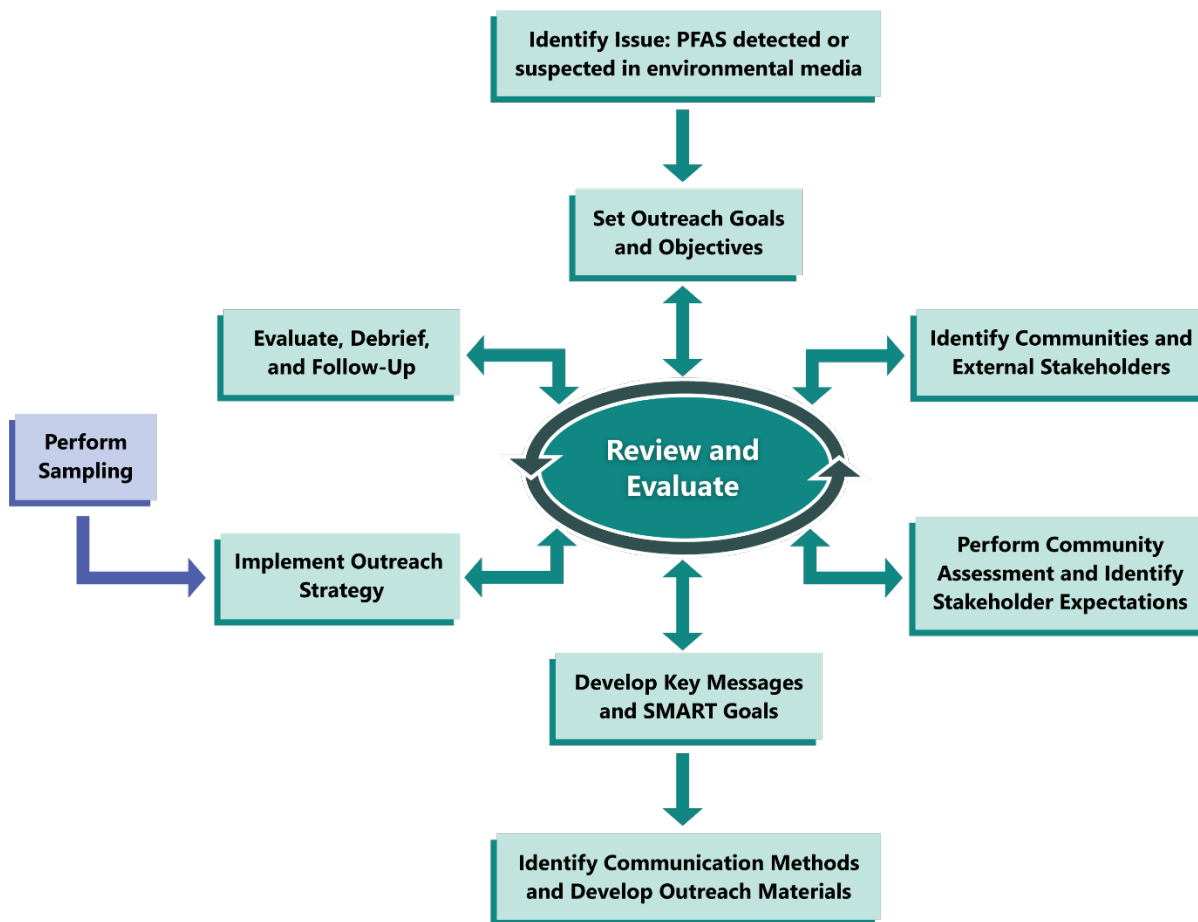 Identify Issue: PFAS detected or
suspected in environmental media
Set Outreach Goals
and Objectives
Evaluate, Debrief,
and Follow-Up
Identify Communities and
External Stakeholders
Perform
Sampling
Review and
Evaluate
Implement Outreach
Strategy
Perform Community
Assessment and Identify
Stakeholder Expectations
Develop Key Messages
and SMART Goals
Identify Communication Methods
and Develop Outreach Materials